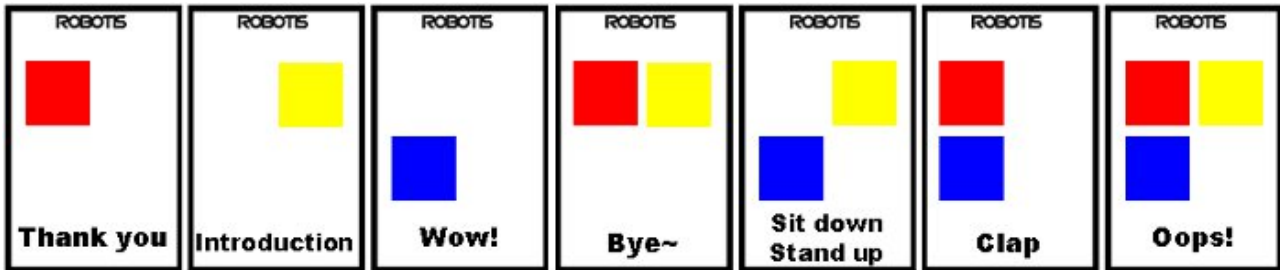 ROBOTIS
Thank you
ROBOTIS
Introduction
ROBOTIS
Wow!
ROBOTIS
Bye~
ROBOTIS
Sit down
Stand up
ROBOTIS
Clap
ROBOTIS
Oops!